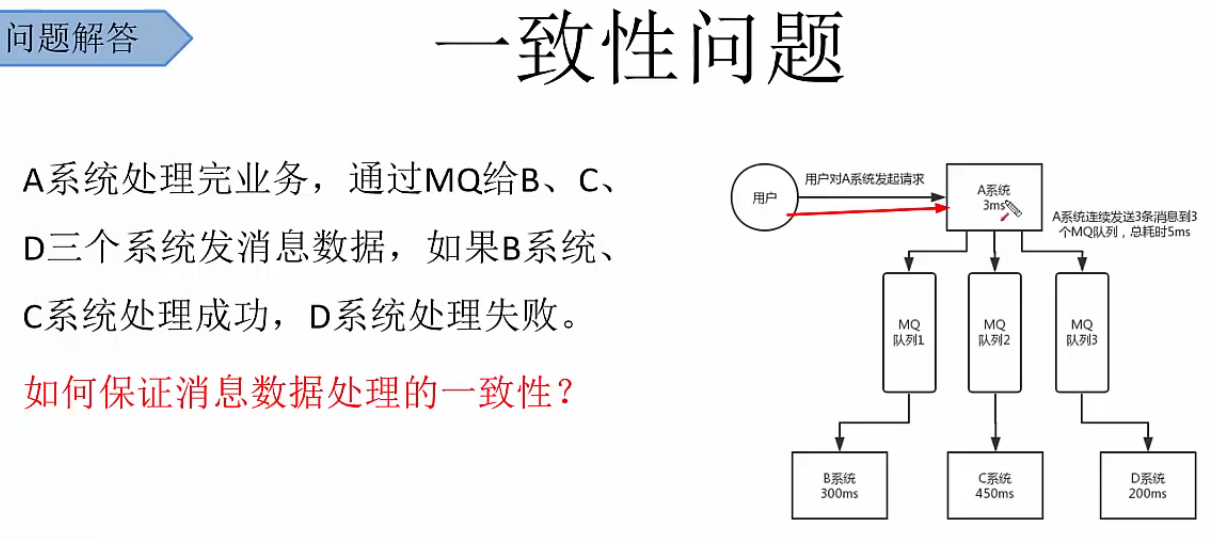 问题解答
一致性问题
A系统处理完业务，通过MQ给B、C、
D三个系统发消息数据，如果B系统、
C系统处理成功，D系统处理失败。
如何保证消息数据处理的一致性？
用户
用户对A系统发起请求
A系统
3ms
A系统连续发送3条消息到3
个MQ队列，总耗时5ms
MQ
队列1
MQ
队列2
MQ
队列3
B系统
300ms
C系统
450ms
D系统
200ms